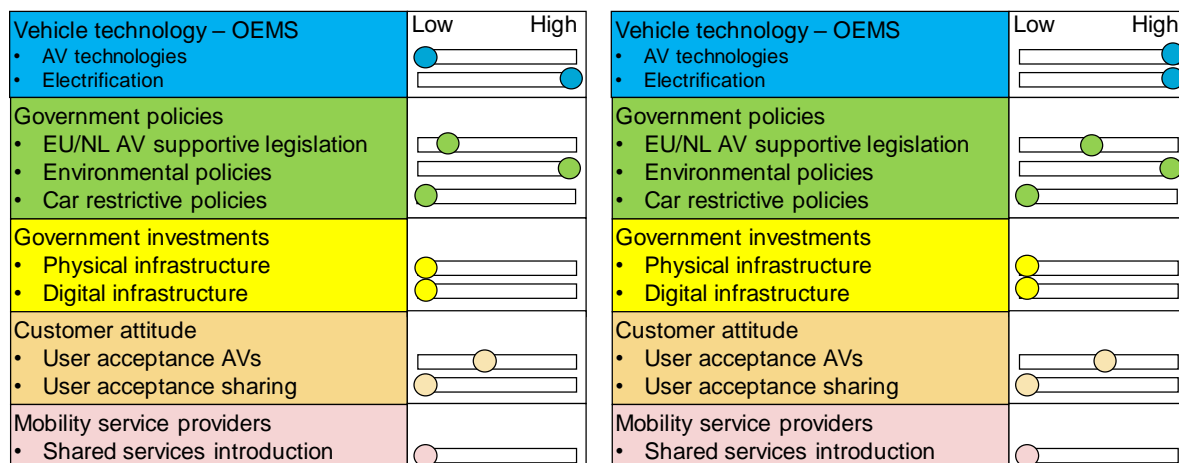 Vehicle technology – OEMS
Low High
• AV technologies
• Electrification
Government policies
• EU/NL AV supportive legislation
• Environmental policies
• Car restrictive policies
Government investments
• Physical infrastructure
• Digital infrastructure
Customer attitude
• User acceptance AVs
• User acceptance sharing
Mobility service providers
• Shared services introduction
Vehicle technology – OEMS
Low High
• AV technologies
• Electrification
Government policies
• EU/NL AV supportive legislation
• Environmental policies
• Car restrictive policies
Government investments
• Physical infrastructure
• Digital infrastructure
Customer attitude
• User acceptance AVs
• User acceptance sharing
Mobility service providers
• Shared services introduction